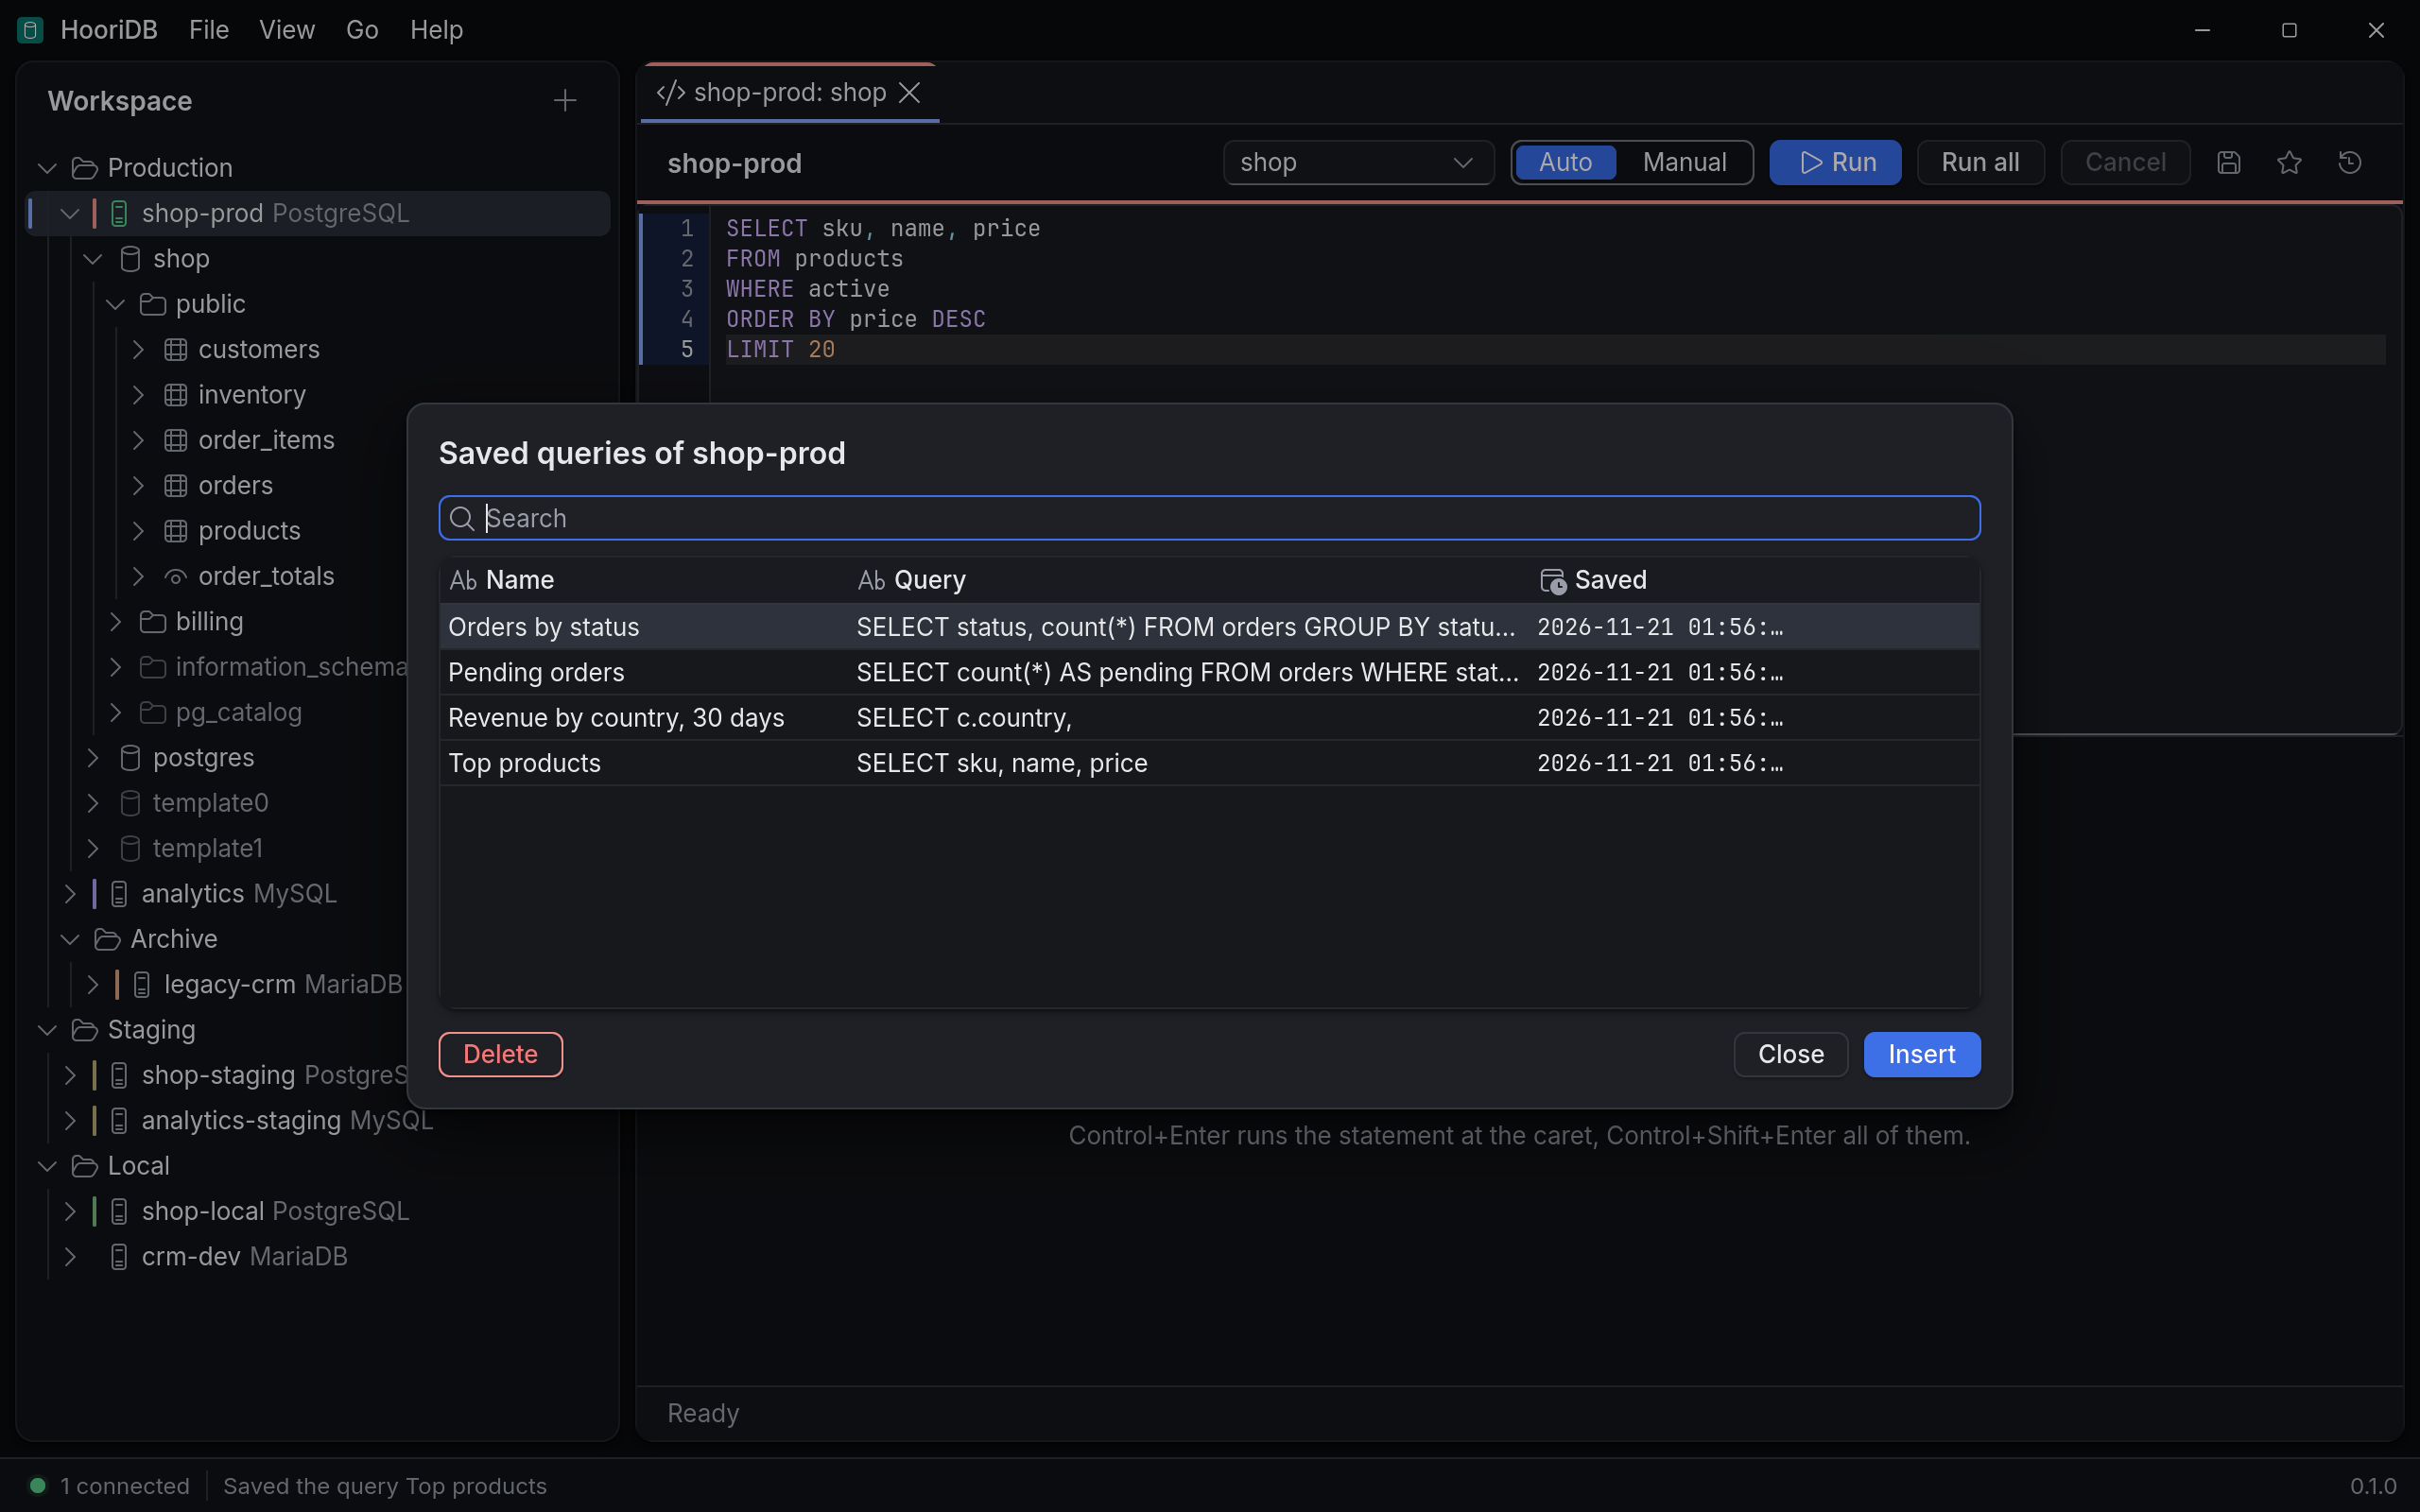 HooriDB File View Go Help
Workspace
Production
shop-prod PostgreSQL
shop
public
customers
inventory
order_items
orders
products
order_totals
billing
information_schema
pg_catalog
postgres
template0
template1
analytics MySQL
Archive
legacy-crm MariaDB
Staging
shop-staging PostgreS
analytics-staging MySQL
Local
shop-local PostgreSQL
crm-dev MariaDB
shop-prod: shop
shop-prod shop Auto Manual Run Run all Cancel
1 SELECT sku, name, price
2 FROM products
3 WHERE active
4 ORDER BY price DESC
5 LIMIT 20
Saved queries of shop-prod
Search
Ab Name Ab Query Saved
Orders by status SELECT status, count(*) FROM orders GROUP BY statu... 2026-11-21 01:56:…
Pending orders SELECT count(*) AS pending FROM orders WHERE stat... 2026-11-21 01:56:…
Revenue by country, 30 days SELECT c.country, 2026-11-21 01:56:…
Top products SELECT sku, name, price 2026-11-21 01:56:…
Delete Close Insert
Control+Enter runs the statement at the caret, Control+Shift+Enter all of them.
Ready
1 connected Saved the query Top products 0.1.0